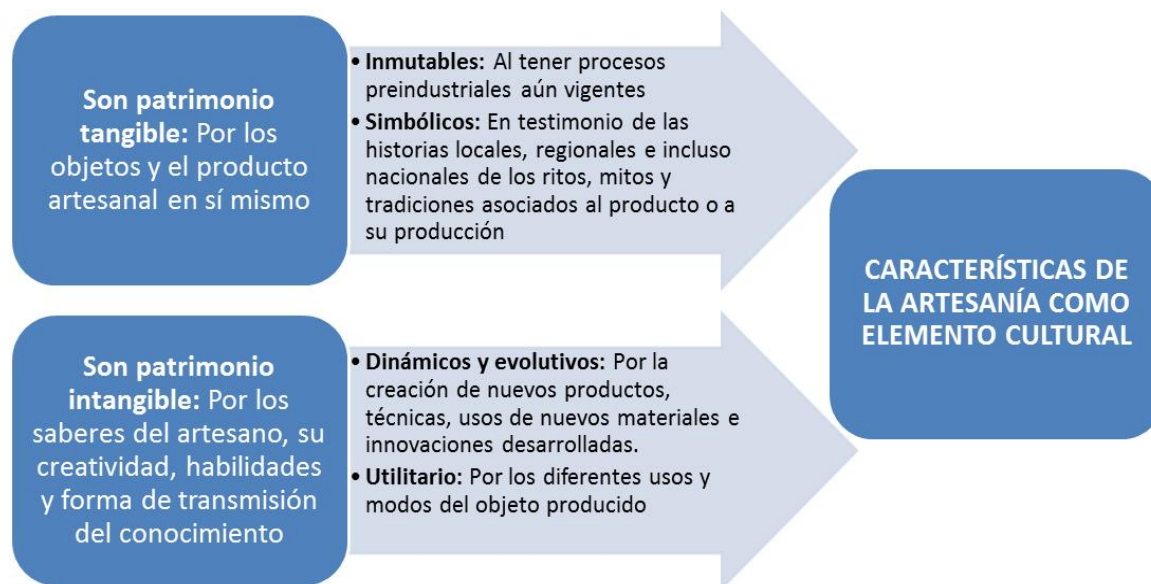 Son patrimonio
tangible: Por los
objetos y el producto
artesanal en sí mismo
• Inmutables: Al tener procesos
preindustriales aún vigentes
• Simbólicos: En testimonio de las
historias locales, regionales e incluso
nacionales de los ritos, mitos y
tradiciones asociados al producto o a
su producción
Son patrimonio
intangible: Por los
saberes del artesano, su
creatividad, habilidades
y forma de transmisión
del conocimiento
• Dinámicos y evolutivos: Por la
creación de nuevos productos,
técnicas, usos de nuevos materiales e
innovaciones desarrolladas.
• Utilitario: Por los diferentes usos y
modos del objeto producido
CARACTERÍSTICAS DE
LA ARTESANÍA COMO
ELEMENTO CULTURAL